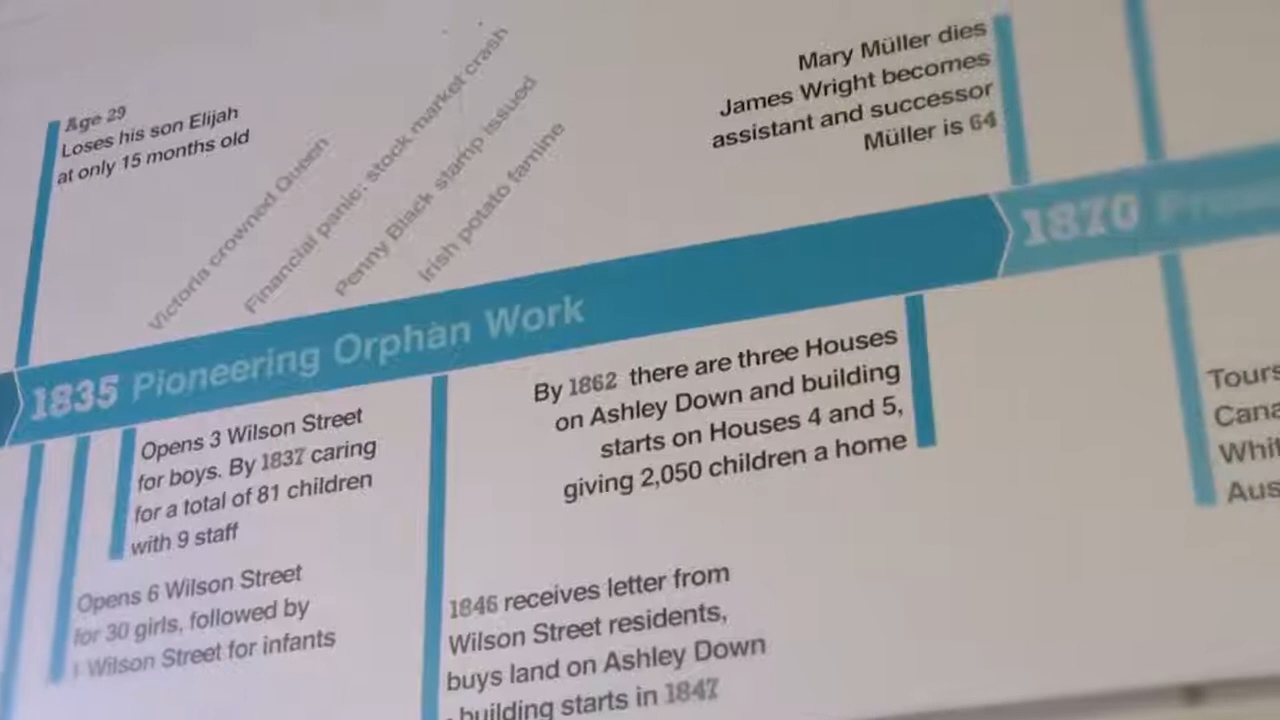 Age 29
Loses his son Elijah
at only 15 months old
Victoria crowned Queen
Financial panic: stock market crash
Penny Black stamp issued
Irish potato famine
Mary Müller dies
James Wright becomes
assistant and successor
Müller is 64
1835 Pioneering Orphan Work
1870
Opens 3 Wilson Street
for boys. By 1837 caring
for a total of 81 children
with 9 staff
Opens 6 Wilson Street
for 30 girls, followed by
1 Wilson Street for infants
By 1862 there are three Houses
on Ashley Down and building
starts on Houses 4 and 5,
giving 2,050 children a home
1846 receives letter from
Wilson Street residents,
buys land on Ashley Down
- building starts in 1847
Tours